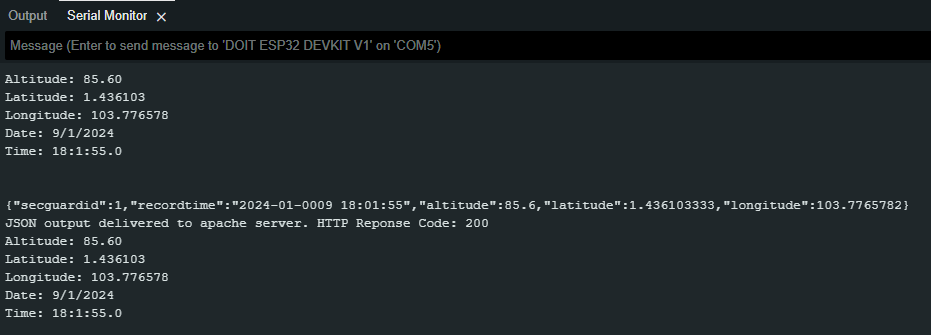 Output Serial Monitor
Message (Enter to send message to 'DOIT ESP32 DEVKIT V1' on 'COM5')
Altitude: 85.60
Latitude: 1.436103
Longitude: 103.776578
Date: 9/1/2024
Time: 18:1:55.0
{"secguardid":1,"recordtime":"2024-01-0009 18:01:55","altitude":85.6,"latitude":1.436103333,"longitude":103.7765782}
JSON output delivered to apache server. HTTP Reponse Code: 200
Altitude: 85.60
Latitude: 1.436103
Longitude: 103.776578
Date: 9/1/2024
Time: 18:1:55.0